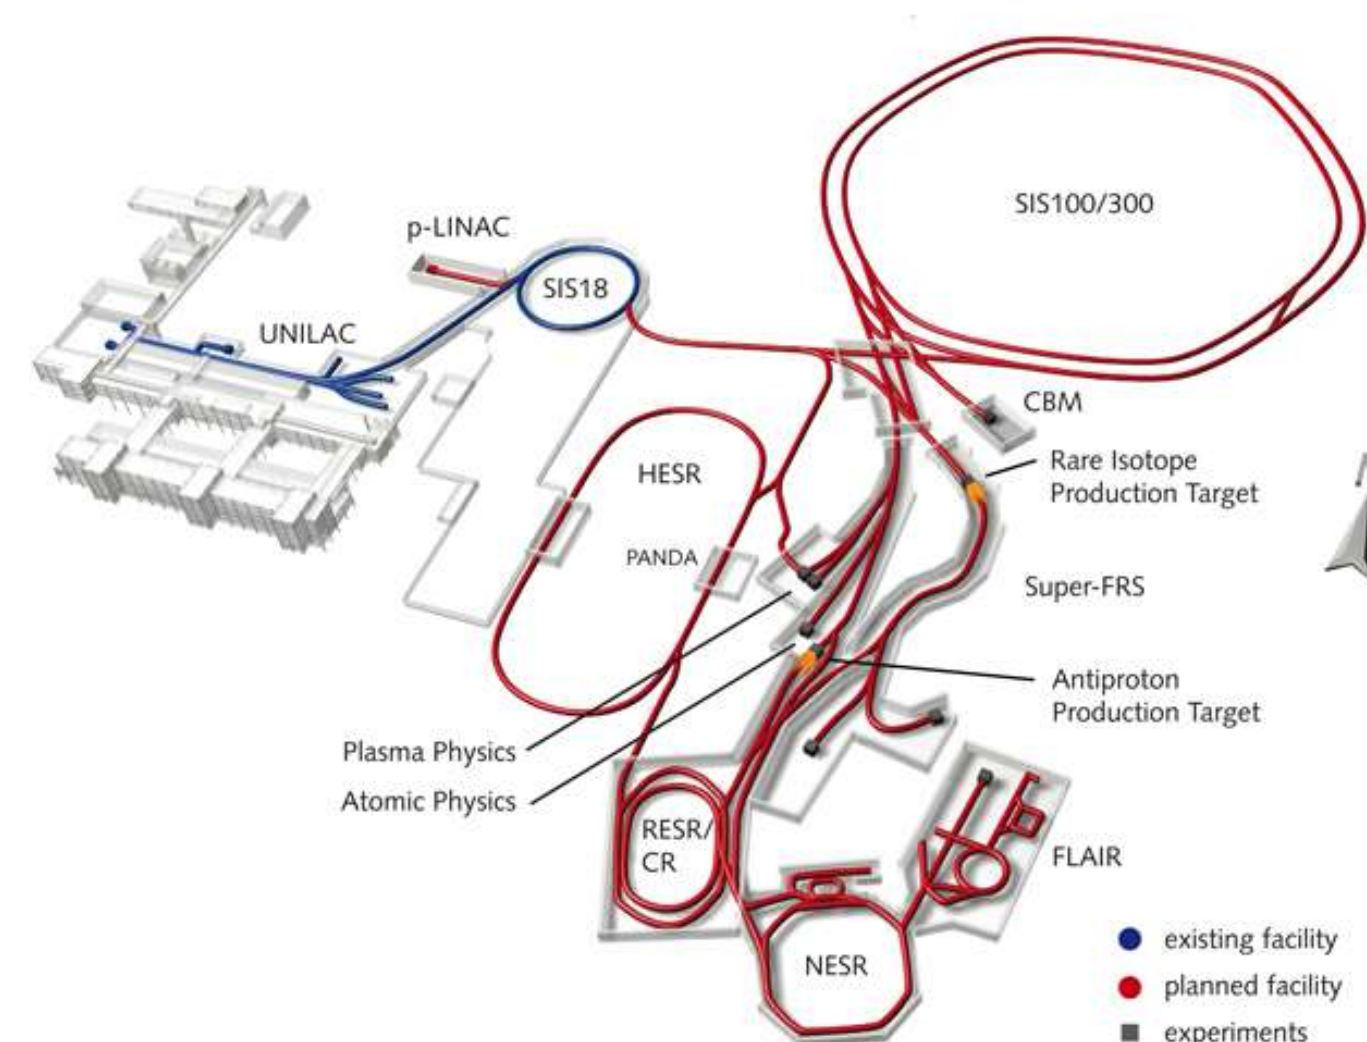 SIS100/300
p-LINAC
SIS18
UNILAC
CBM
HESR
Rare Isotope
Production Target
PANDA
Super-FRS
Antiproton
Production Target
Plasma Physics
Atomic Physics
RESR/
CR
FLAIR
NESR
existing facility
planned facility
experiments